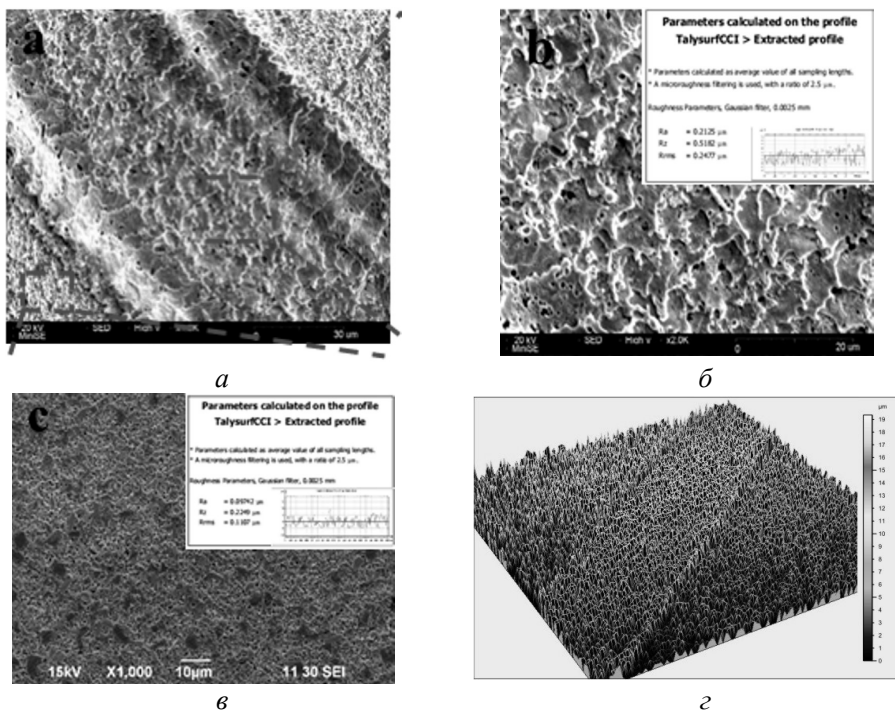 a
20 kV SED High v
MiniSE 30 um
а
b
Parameters calculated on the profile
TalysurfCCI > Extracted profile
* Parameters calculated as average value of all sampling lengths.
* A microroughness filtering is used, with a ratio of 2.5 µm.
Roughness Parameters, Gaussian filter, 0.0025 mm
Ra = 0.2125 µm
Rz = 0.5182 µm
Rrms = 0.2477 µm
20 kV SED High v x2.0K
MiniSE 0 20 um
б
c
Parameters calculated on the profile
TalysurfCCI > Extracted profile
* Parameters calculated as average value of all sampling lengths.
* A microroughness filtering is used, with a ratio of 2.5 µm.
Roughness Parameters, Gaussian filter, 0.0025 mm
Ra = 0.09742 µm
Rz = 0.2249 µm
Rrms = 0.1107 µm
15kV X1,000 10µm 11 30 SEI
в
µm
19
18
17
16
15
14
13
12
11
10
9
8
7
6
5
4
3
2
1
0
г